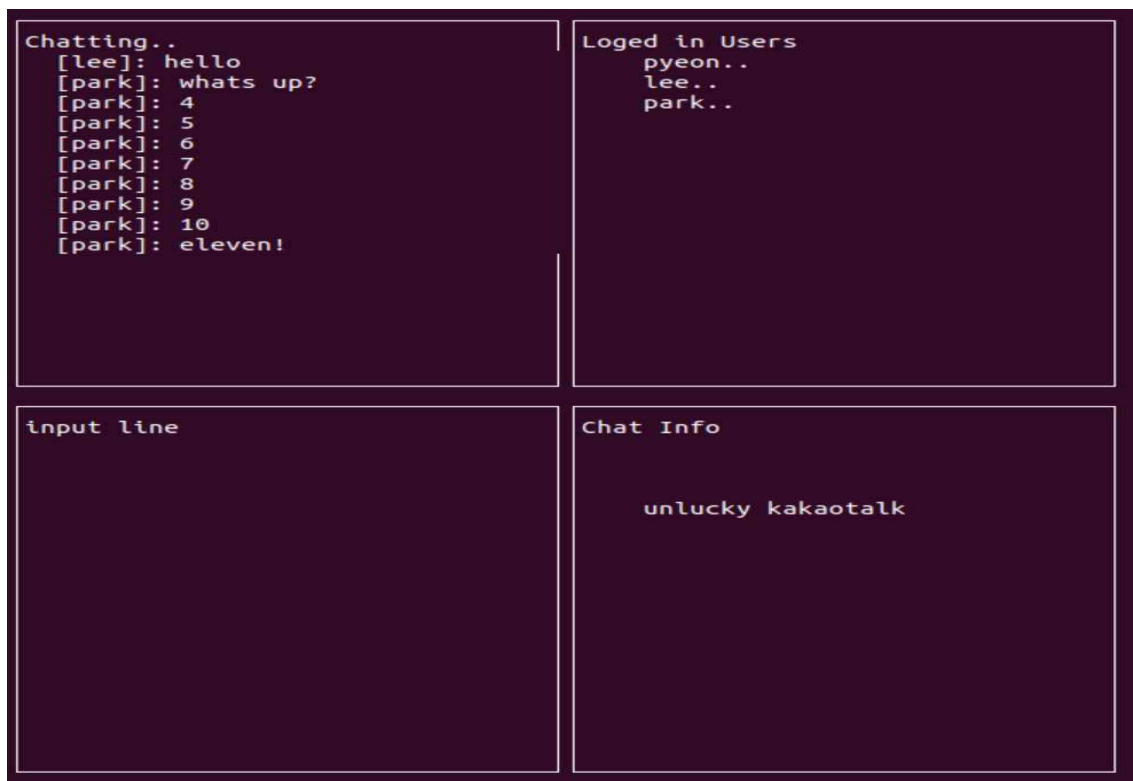 Chatting..
[lee]: hello
[park]: whats up?
[park]: 4
[park]: 5
[park]: 6
[park]: 7
[park]: 8
[park]: 9
[park]: 10
[park]: eleven!
Loged in Users
pyeon..
lee..
park..
input line
Chat Info
unlucky kakaotalk